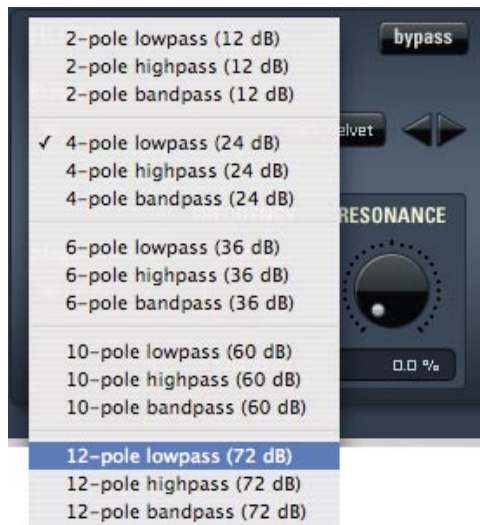 2-pole lowpass (12 dB)
2-pole highpass (12 dB)
2-pole bandpass (12 dB)
✓ 4-pole lowpass (24 dB)
4-pole highpass (24 dB)
4-pole bandpass (24 dB)
6-pole lowpass (36 dB)
6-pole highpass (36 dB)
6-pole bandpass (36 dB)
10-pole lowpass (60 dB)
10-pole highpass (60 dB)
10-pole bandpass (60 dB)
12-pole lowpass (72 dB)
12-pole highpass (72 dB)
12-pole bandpass (72 dB)
bypass
elvet
RESONANCE
0.0 %